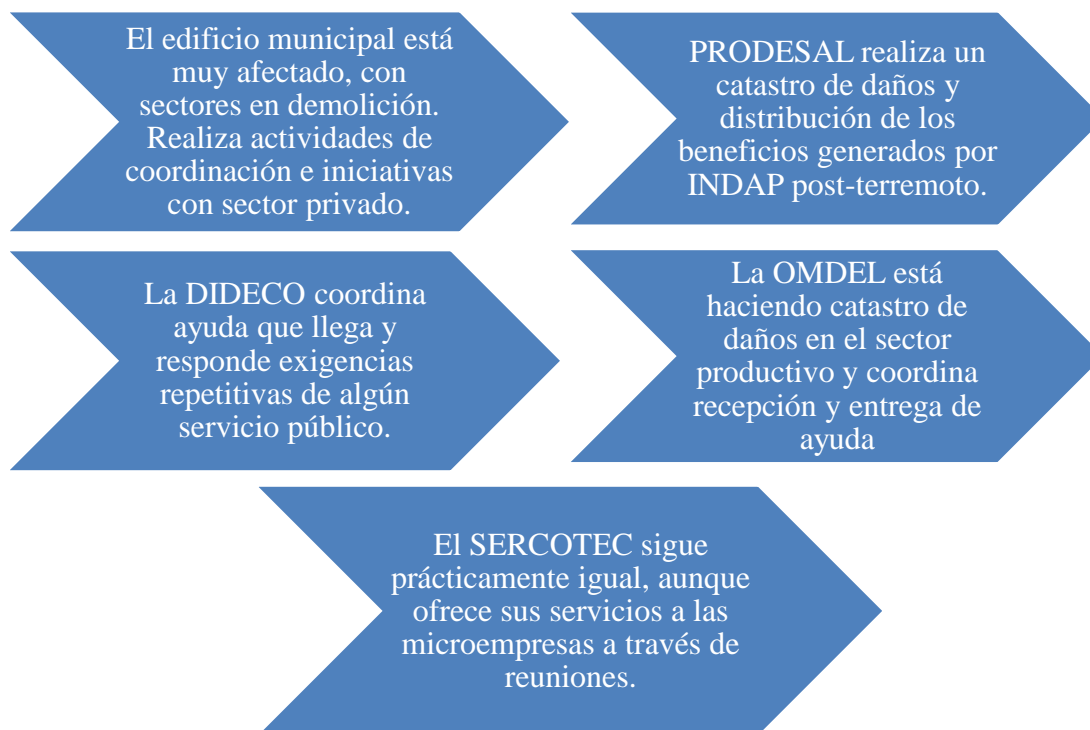 El edificio municipal está
muy afectado, con
sectores en demolición.
Realiza actividades de
coordinación e iniciativas
con sector privado.
PRODESAL realiza un
catastro de daños y
distribución de los
beneficios generados por
INDAP post-terremoto.
La DIDECO coordina
ayuda que llega y
responde exigencias
repetitivas de algún
servicio público.
La OMDEL está
haciendo catastro de
daños en el sector
productivo y coordina
recepción y entrega de
ayuda
El SERCOTEC sigue
prácticamente igual, aunque
ofrece sus servicios a las
microempresas a través de
reuniones.